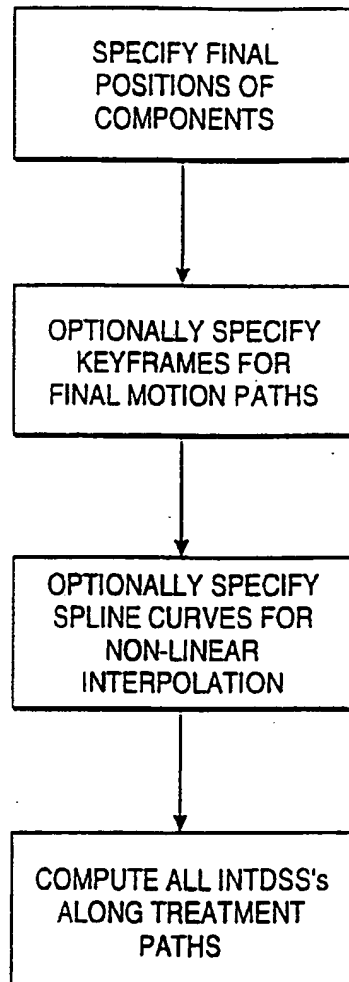 SPECIFY FINAL
POSITIONS OF
COMPONENTS
OPTIONALLY SPECIFY
KEYFRAMES FOR
FINAL MOTION PATHS
OPTIONALLY SPECIFY
SPLINE CURVES FOR
NON-LINEAR
INTERPOLATION
COMPUTE ALL INTDSS's
ALONG TREATMENT
PATHS